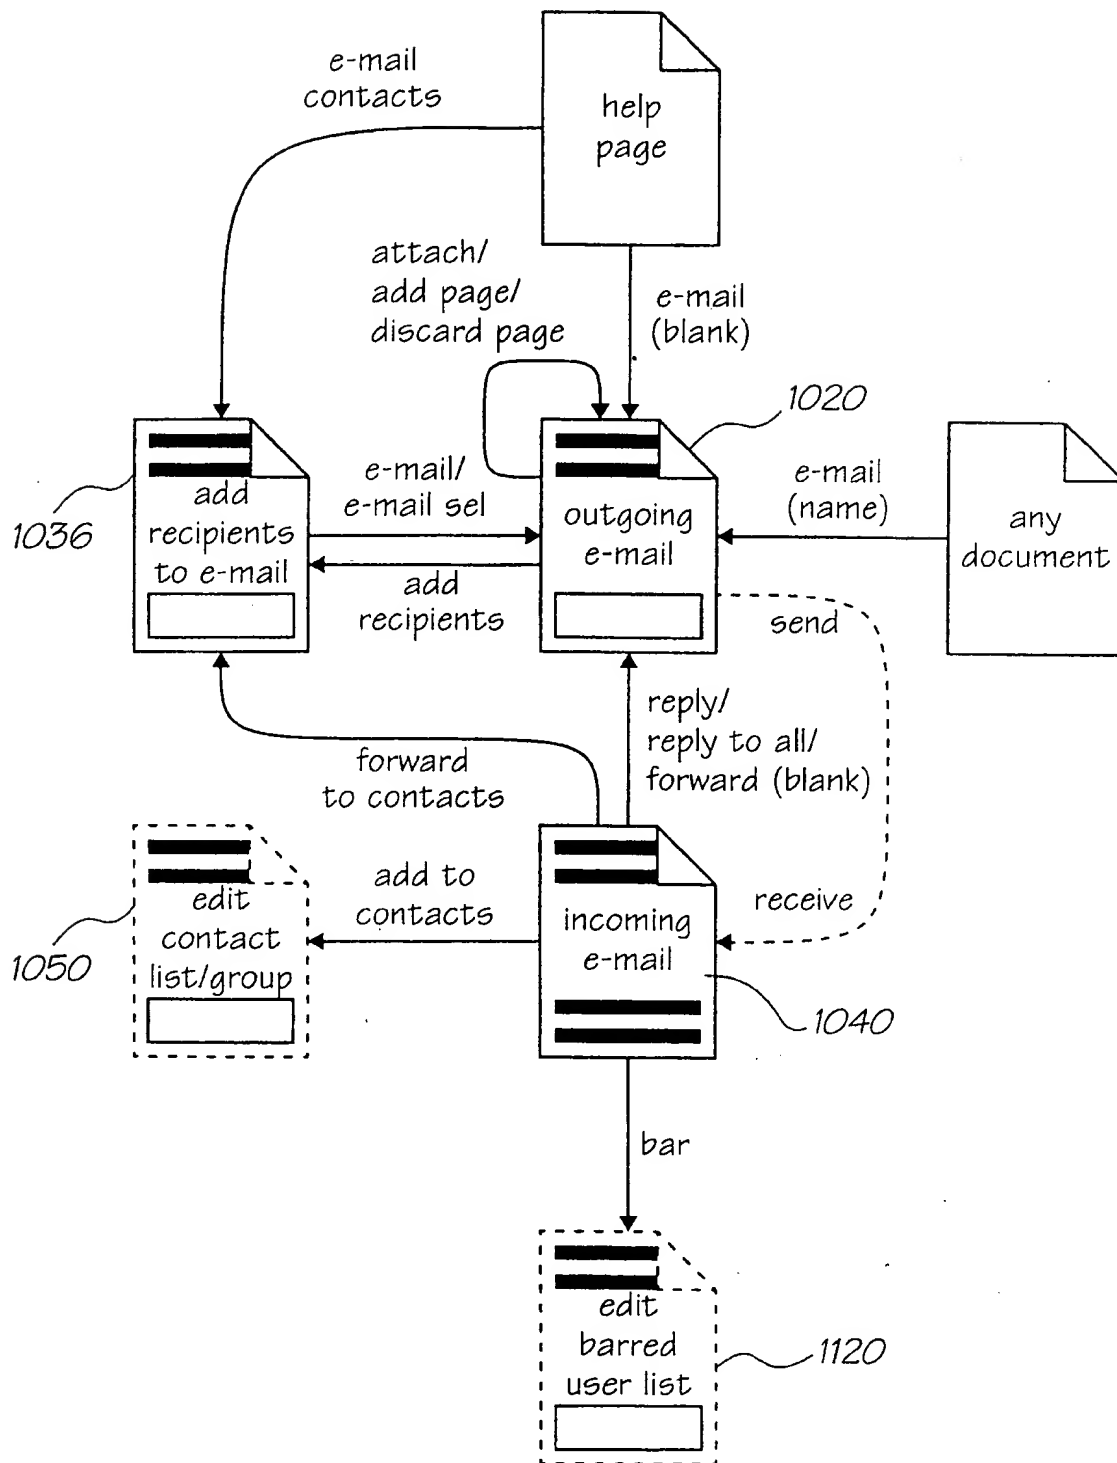 e-mail
contacts
help
page
attach/
add page/
discard page
e-mail
(blank)
1020
1036
add
recipients
to e-mail
e-mail/
e-mail sel
add
recipients
outgoing
e-mail
e-mail
(name)
any
document
send
reply/
reply to all/
forward (blank)
forward
to contacts
receive
edit
contact
list/group
1050
add to
contacts
incoming
e-mail
1040
bar
edit
barred
user list
1120